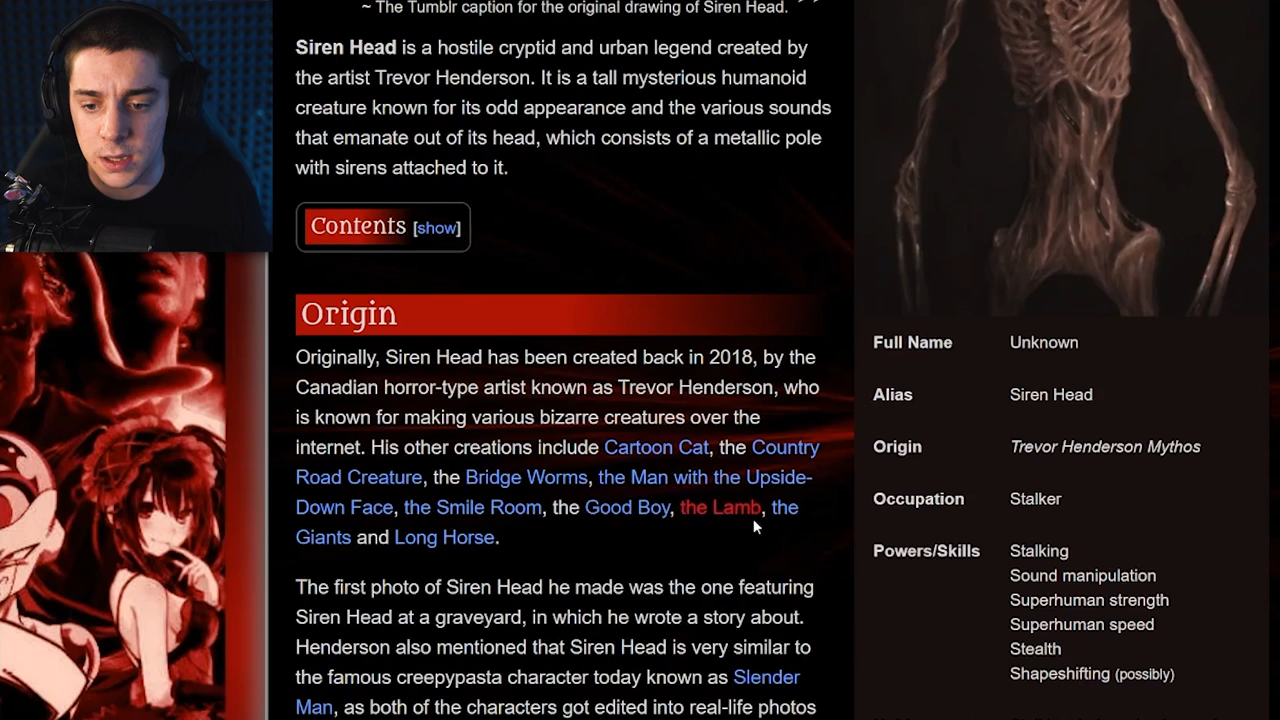 ~ The Tumblr caption for the original drawing of Siren Head.
Siren Head is a hostile cryptid and urban legend created by
the artist Trevor Henderson. It is a tall mysterious humanoid
creature known for its odd appearance and the various sounds
that emanate out of its head, which consists of a metallic pole
with sirens attached to it.
Contents [show]
Origin
Originally, Siren Head has been created back in 2018, by the
Canadian horror-type artist known as Trevor Henderson, who
is known for making various bizarre creatures over the
internet. His other creations include Cartoon Cat, the Country
Road Creature, the Bridge Worms, the Man with the Upside-
Down Face, the Smile Room, the Good Boy, the Lamb, the
Giants and Long Horse.
The first photo of Siren Head he made was the one featuring
Siren Head at a graveyard, in which he wrote a story about.
Henderson also mentioned that Siren Head is very similar to
the famous creepypasta character today known as Slender
Man, as both of the characters got edited into real-life photos
Full Name Unknown
Alias Siren Head
Origin Trevor Henderson Mythos
Occupation Stalker
Powers/Skills Stalking
Sound manipulation
Superhuman strength
Superhuman speed
Stealth
Shapeshifting (possibly)